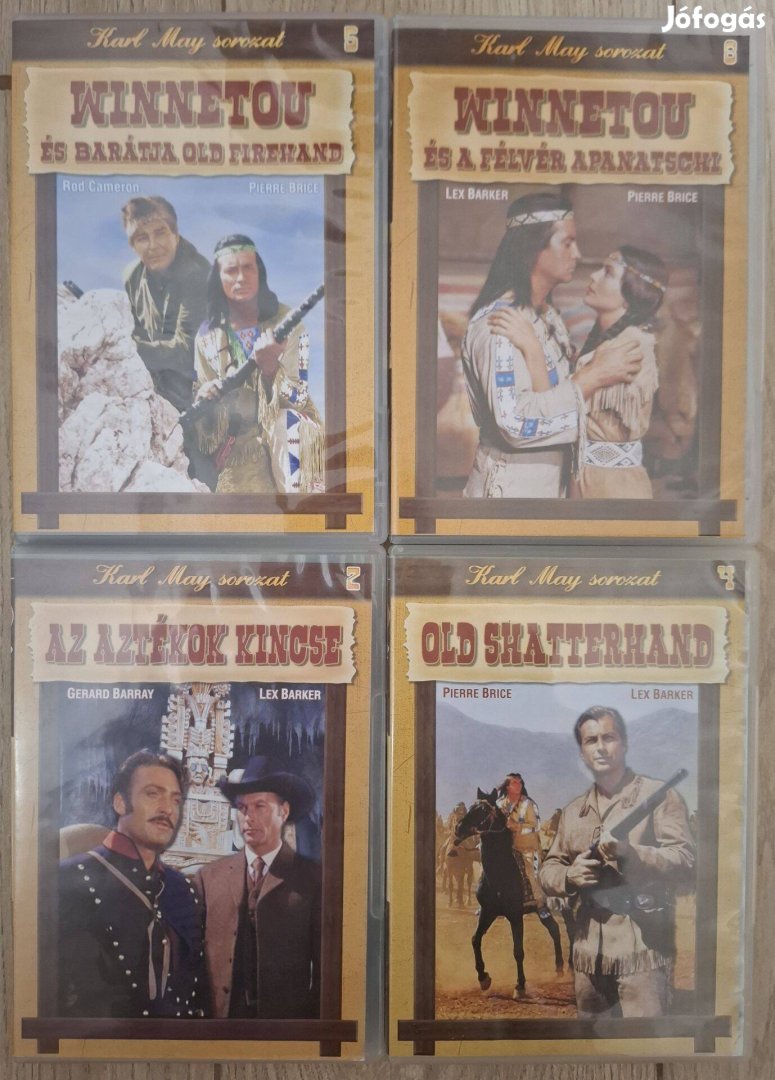 Jófogás
Karl May sorozat 5
WINNETOU
ÉS BARÁTJA OLD FIREHAND
Rod Cameron PIERRE BRICE
Karl May sorozat 8
WINNETOU
ÉS A FÉLVÉR APANATSCHI
LEX BARKER PIERRE BRICE
Karl May sorozat 2
AZ AZTÉKOK KINCSE
GERARD BARRAY LEX BARKER
Karl May sorozat 4
OLD SHATTERHAND
PIERRE BRICE LEX BARKER